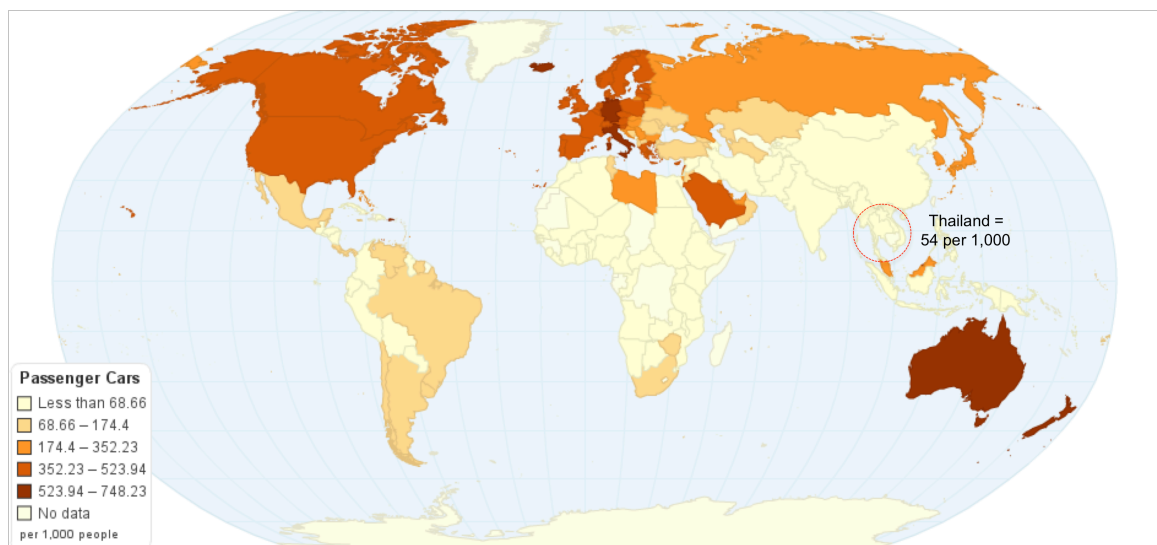 Thailand =
54 per 1,000
Passenger Cars
Less than 68.66
68.66 – 174.4
174.4 – 352.23
352.23 – 523.94
523.94 – 748.23
No data
per 1,000 people